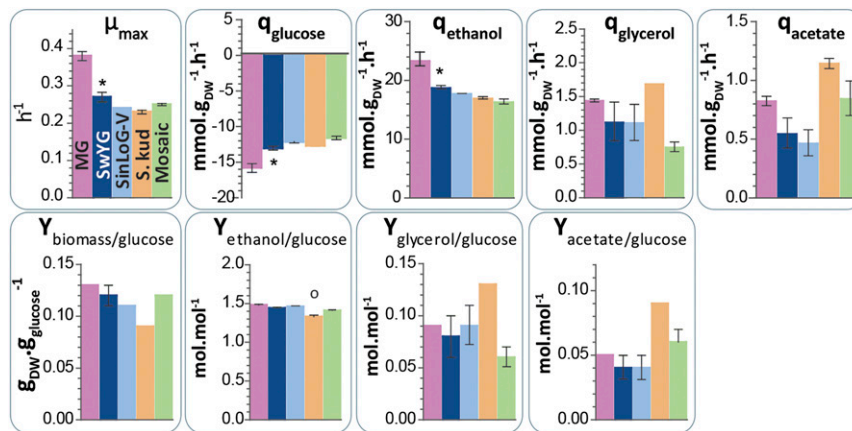 μmax
h-1
0.4
0.3
0.2
0.1
0.0
*
MG
SwYG
SinLoG-V
S. kud
Mosaic
qglucose
mmol.gDW-1.h-1
0
-5
-10
-15
-20
*
qethanol
mmol.gDW-1.h-1
30
20
10
0
*
qglycerol
mmol.gDW-1.h-1
2.0
1.5
1.0
0.5
0.0
qacetate
mmol.gDW-1.h-1
1.5
1.0
0.5
0.0
Ybiomass/glucose
gDW.gglucose-1
0.15
0.10
0.05
0.00
Yethanol/glucose
mol.mol-1
2.0
1.5
1.0
0.5
0.0
o
Yglycerol/glucose
mol.mol-1
0.15
0.10
0.05
0.00
Yacetate/glucose
mol.mol-1
0.10
0.05
0.00